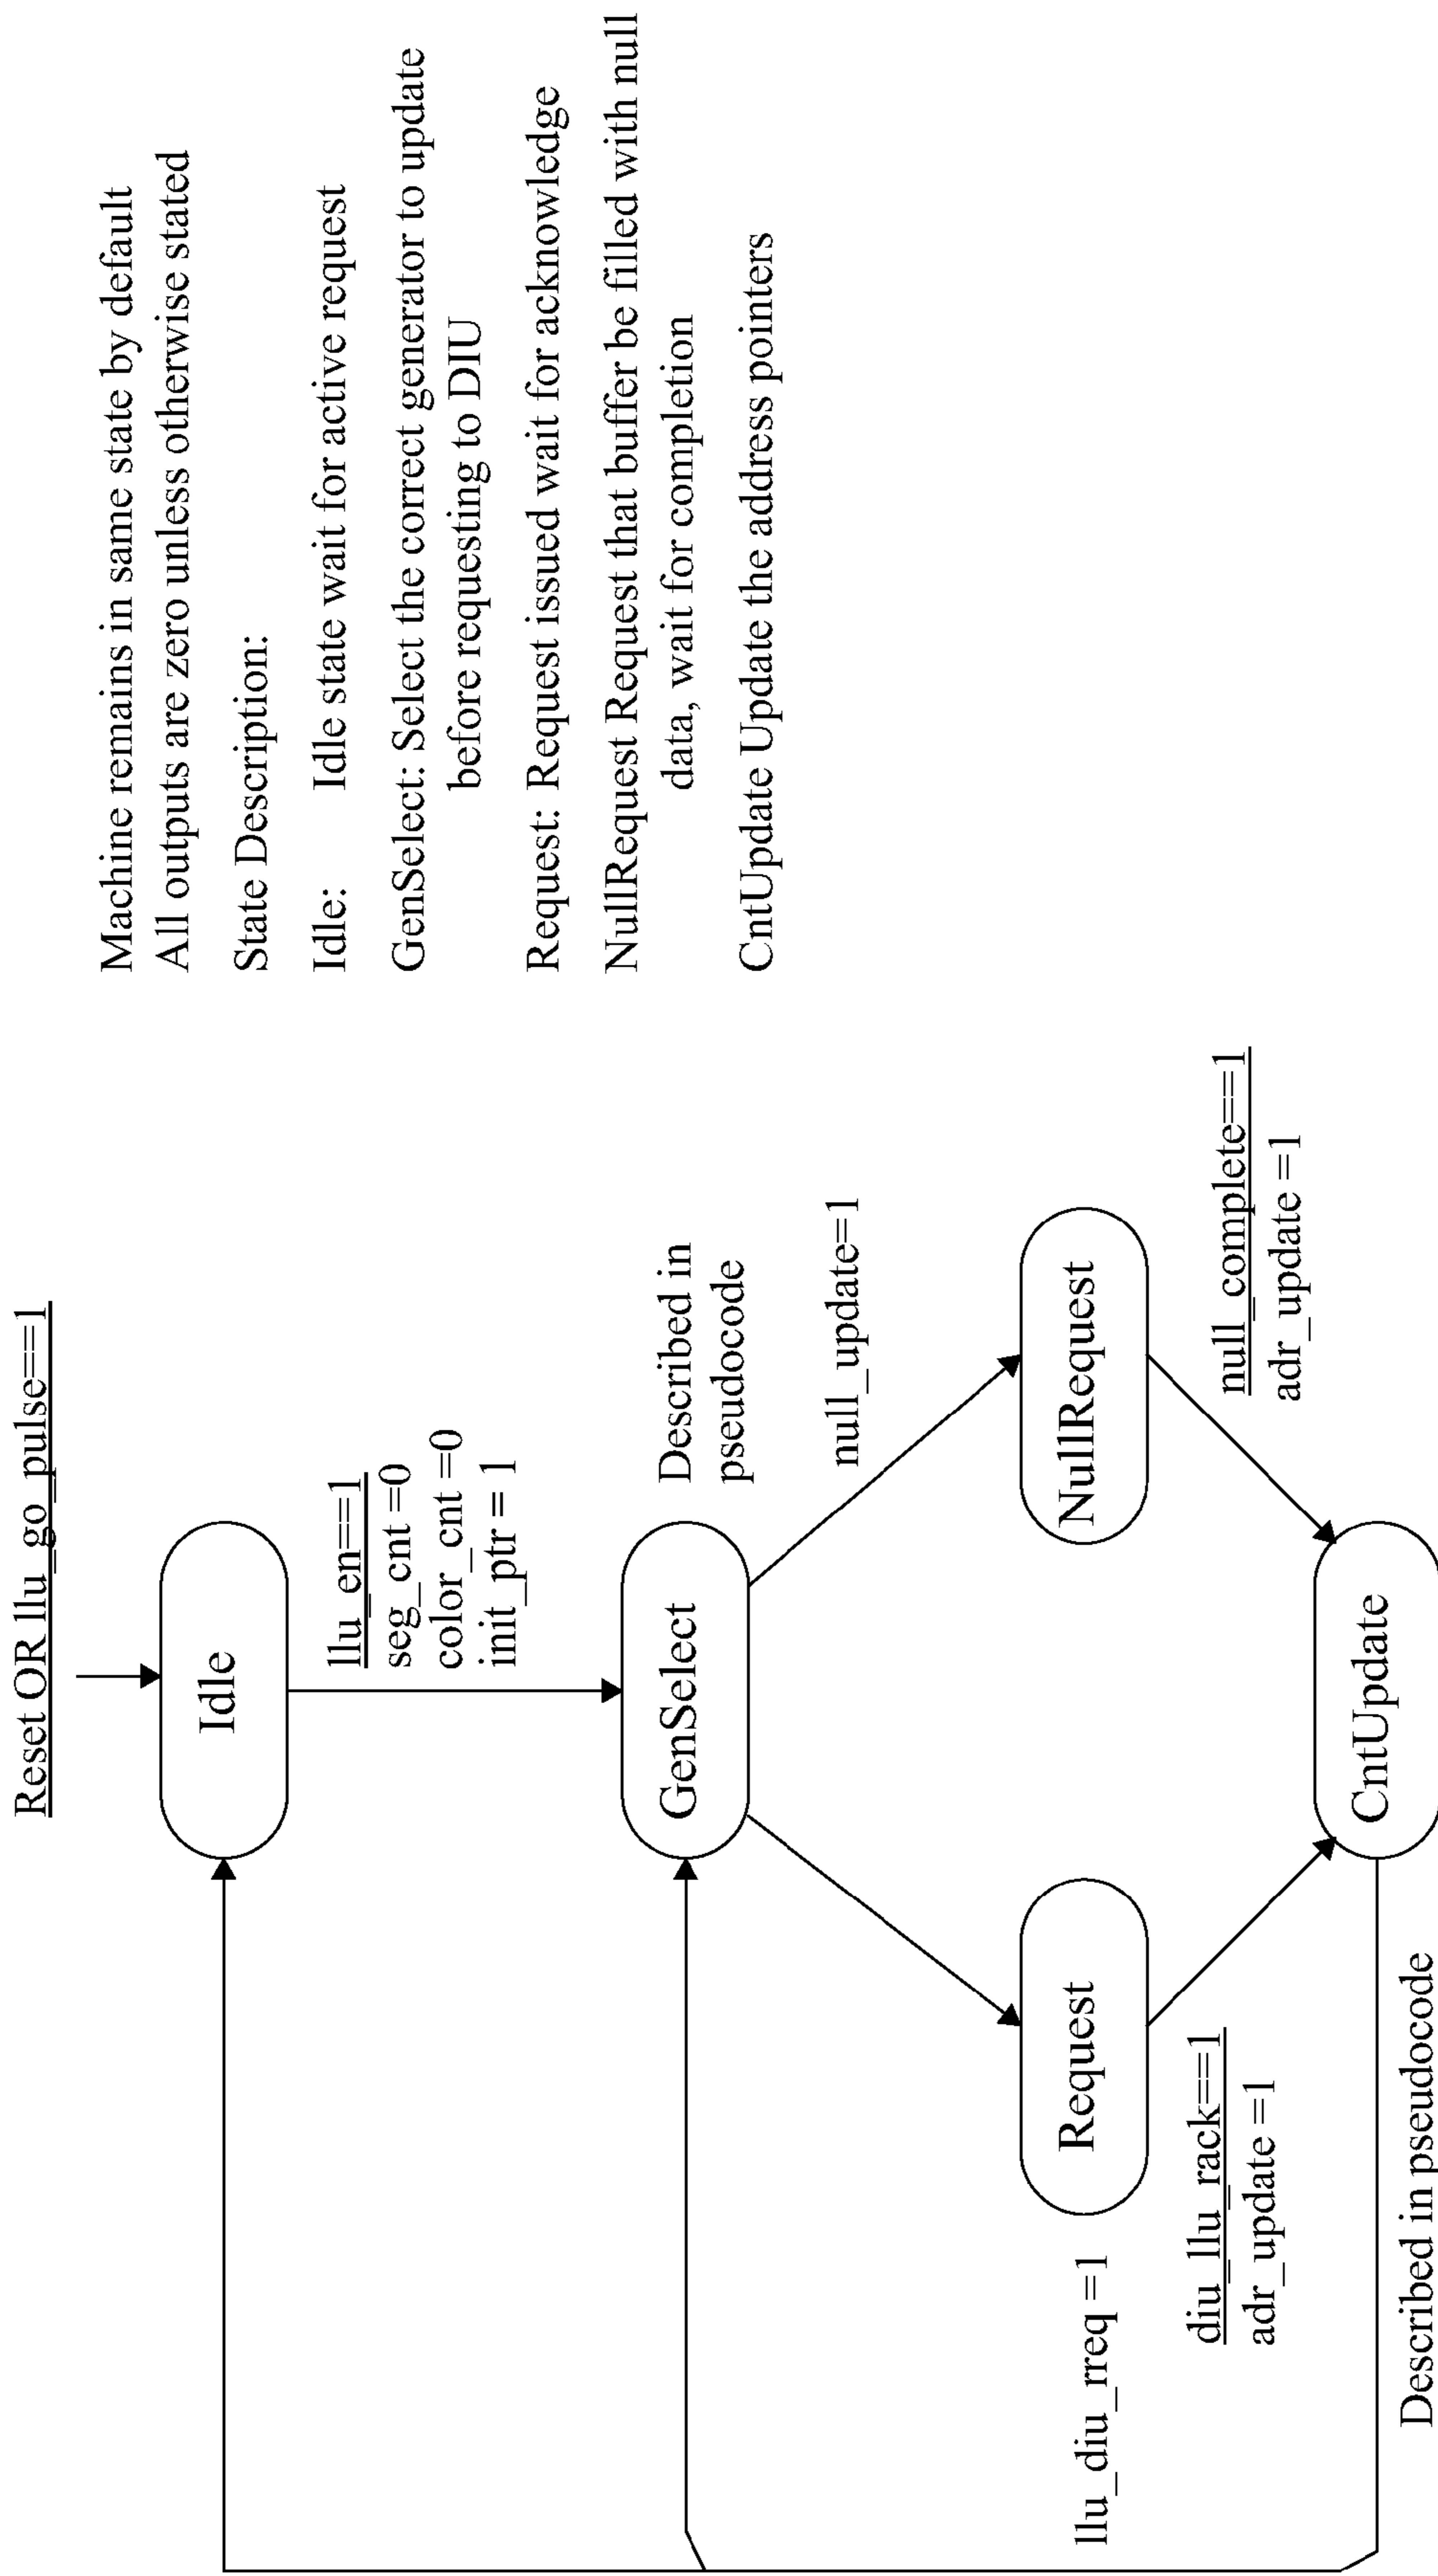 Reset OR llu_go_pulse==1
Idle
llu_en==1
seg_cnt =0
color_cnt =0
init_ptr = 1
GenSelect
Described in
pseudocode
null_update=1
NullRequest
null_complete==1
adr_update =1
llu_diu_rreq =1
Request
diu_llu_rack==1
adr_update =1
CntUpdate
Described in pseudocode
Machine remains in same state by default
All outputs are zero unless otherwise stated
State Description:
Idle: Idle state wait for active request
GenSelect: Select the correct generator to update
before requesting to DIU
Request: Request issued wait for acknowledge
NullRequest Request that buffer be filled with null
data, wait for completion
CntUpdate Update the address pointers